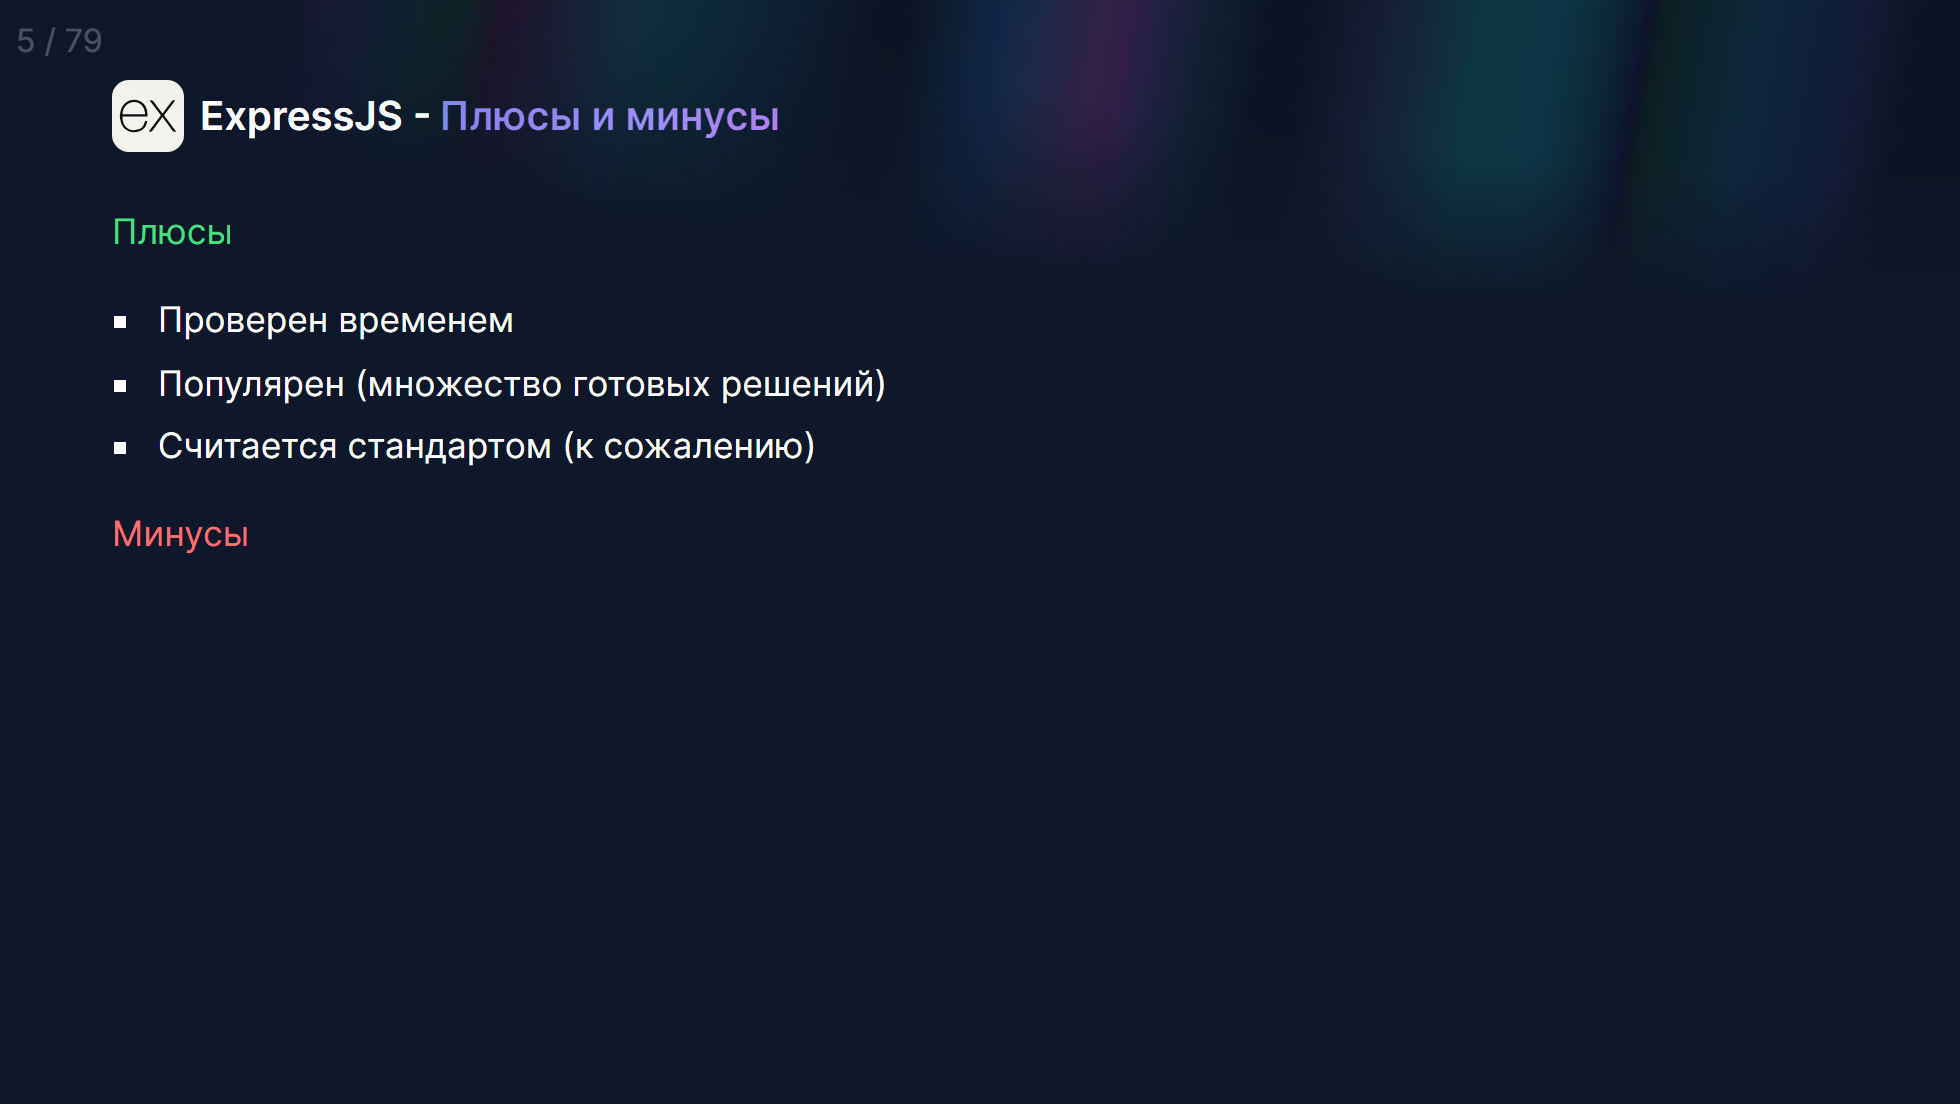 5 / 79
ex ExpressJS - Плюсы и минусы
Плюсы
Проверен временем
Популярен (множество готовых решений)
Считается стандартом (к сожалению)
Минусы